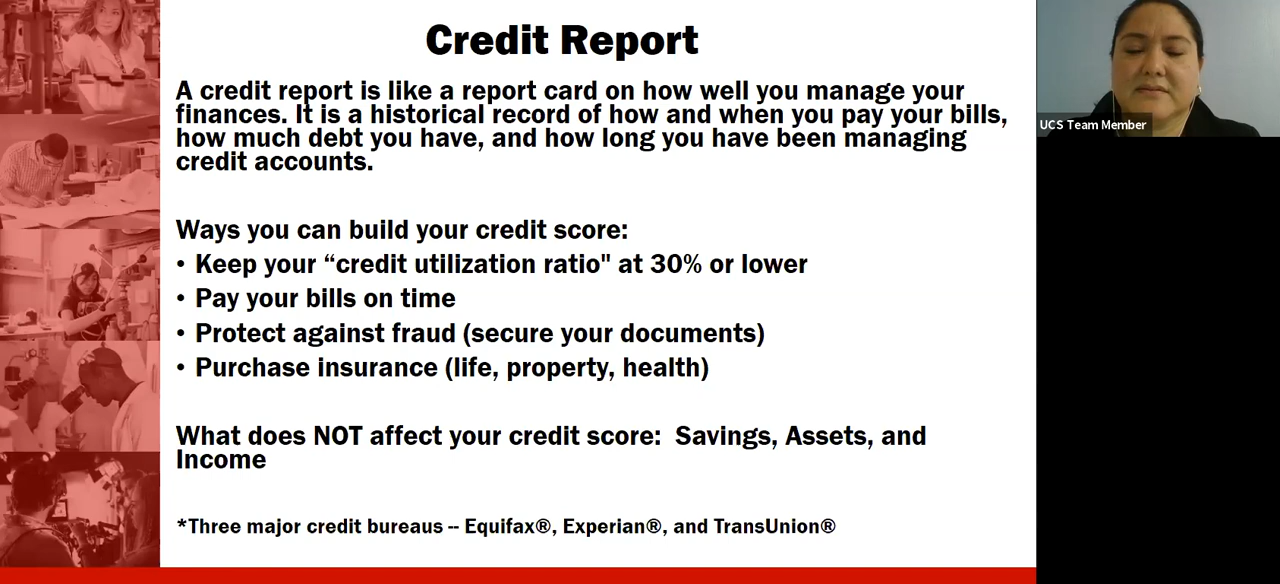 Credit Report
A credit report is like a report card on how well you manage your
finances. It is a historical record of how and when you pay your bills,
how much debt you have, and how long you have been managing
credit accounts.
Ways you can build your credit score:
• Keep your “credit utilization ratio" at 30% or lower
• Pay your bills on time
• Protect against fraud (secure your documents)
• Purchase insurance (life, property, health)
What does NOT affect your credit score:  Savings, Assets, and
Income
*Three major credit bureaus -- Equifax®, Experian®, and TransUnion®
UCS Team Member